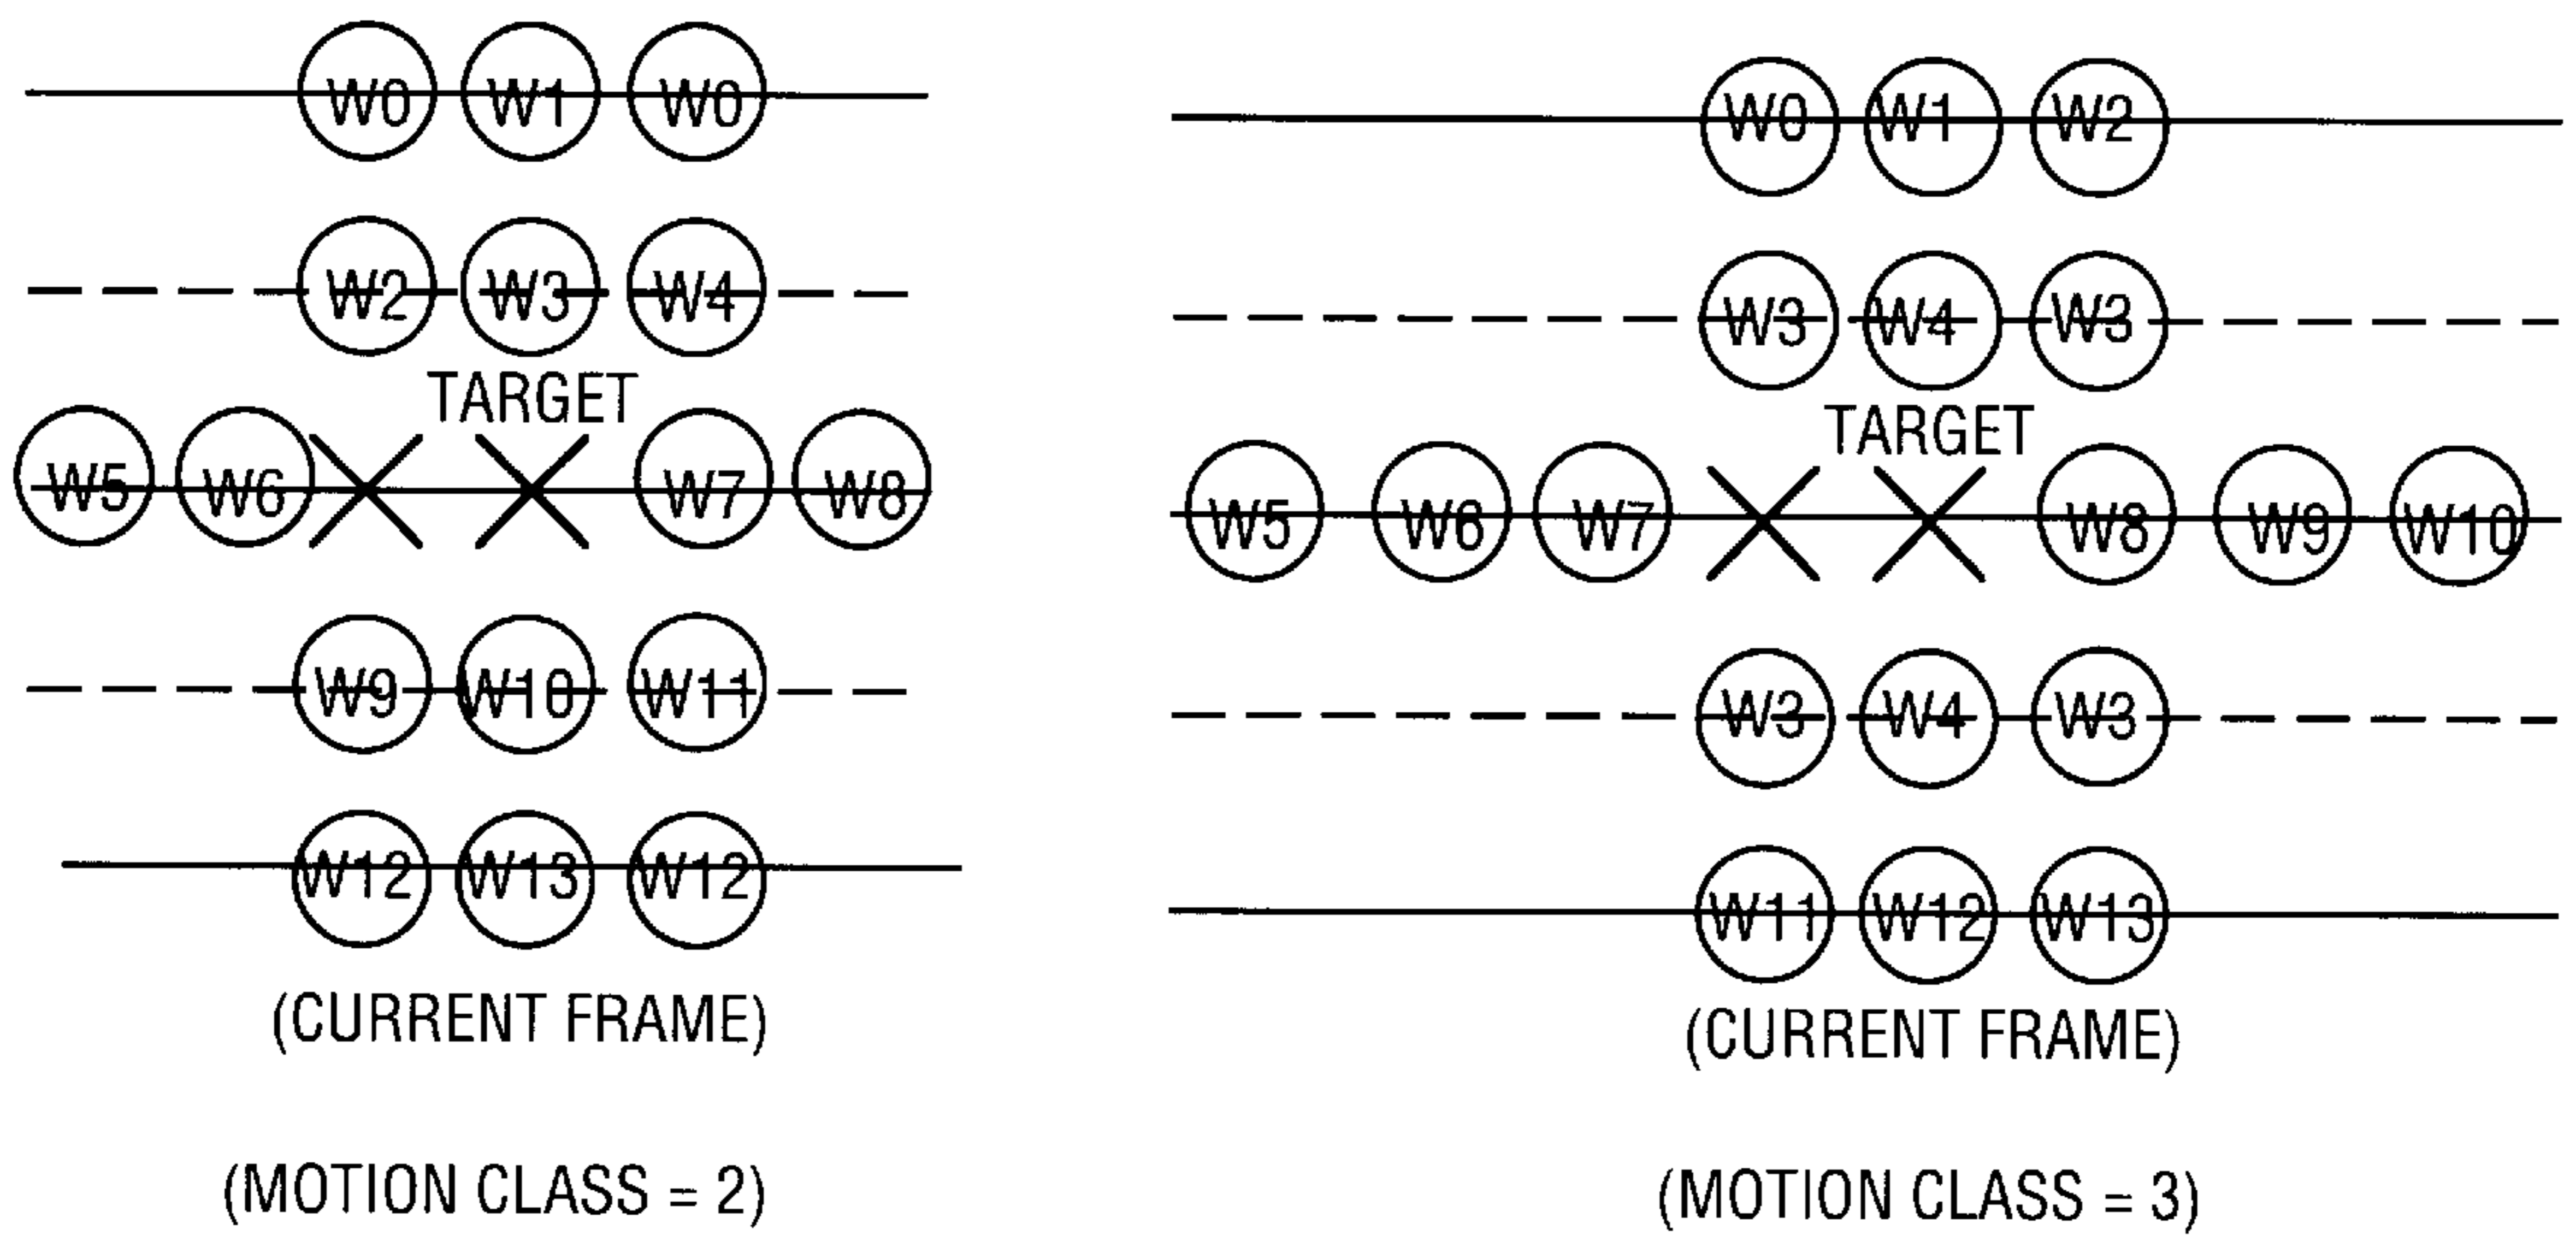 W0 W1 W0
W2 W3 W4
TARGET
W5 W6 W7 W8
W9 W10 W11
W12 W13 W12
(CURRENT FRAME)
(MOTION CLASS = 2)
W0 W1 W2
W3 W4 W3
TARGET
W5 W6 W7 W8 W9 W10
W3 W4 W3
W11 W12 W13
(CURRENT FRAME)
(MOTION CLASS = 3)